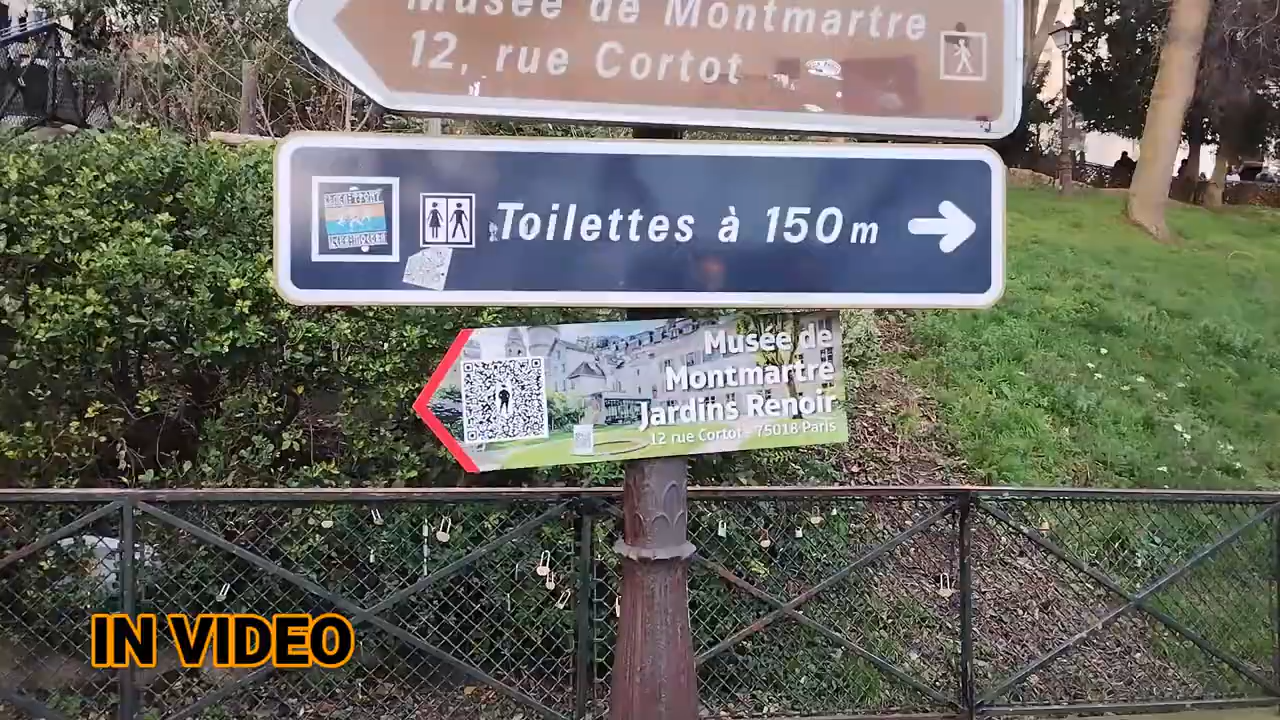 Musée de Montmartre
12, rue Cortot
Toilettes à 150m
Musée de
Montmartre
Jardins Renoir
12 rue Cortot - 75018 Paris
IN VIDEO